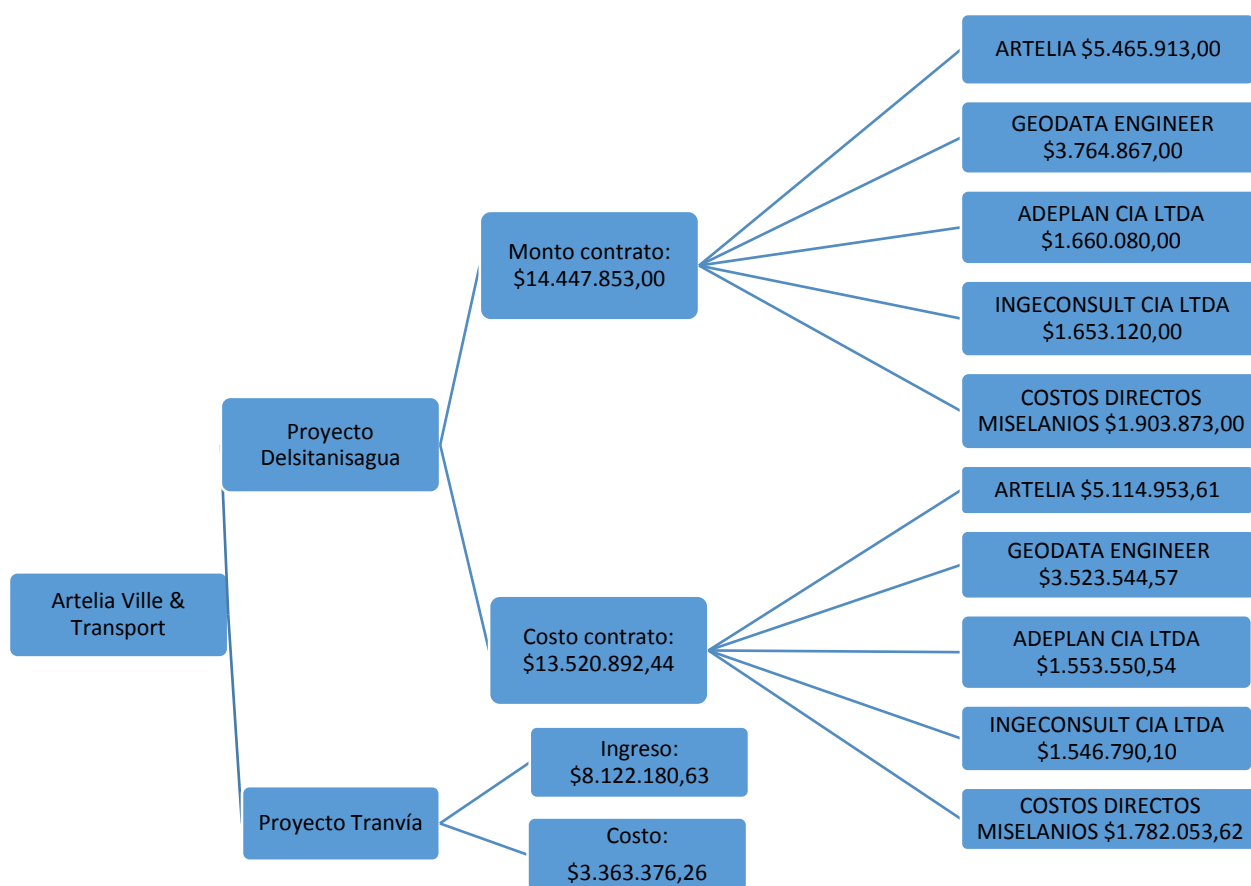 Artelia Ville &
Transport
Proyecto
Delsitanisagua
Monto contrato:
$14.447.853,00
ARTELIA $5.465.913,00
GEODATA ENGINEER
$3.764.867,00
ADEPLAN CIA LTDA
$1.660.080,00
INGECONSULT CIA LTDA
$1.653.120,00
COSTOS DIRECTOS
MISELANIOS $1.903.873,00
Costo contrato:
$13.520.892,44
ARTELIA $5.114.953,61
GEODATA ENGINEER
$3.523.544,57
ADEPLAN CIA LTDA
$1.553.550,54
INGECONSULT CIA LTDA
$1.546.790,10
COSTOS DIRECTOS
MISELANIOS $1.782.053,62
Proyecto Tranvía
Ingreso:
$8.122.180,63
Costo:
$3.363.376,26